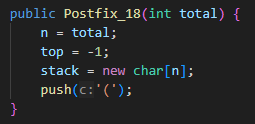 public Postfix_18(int total) {
n = total;
top = -1;
stack = new char[n];
push(c:'(');
}